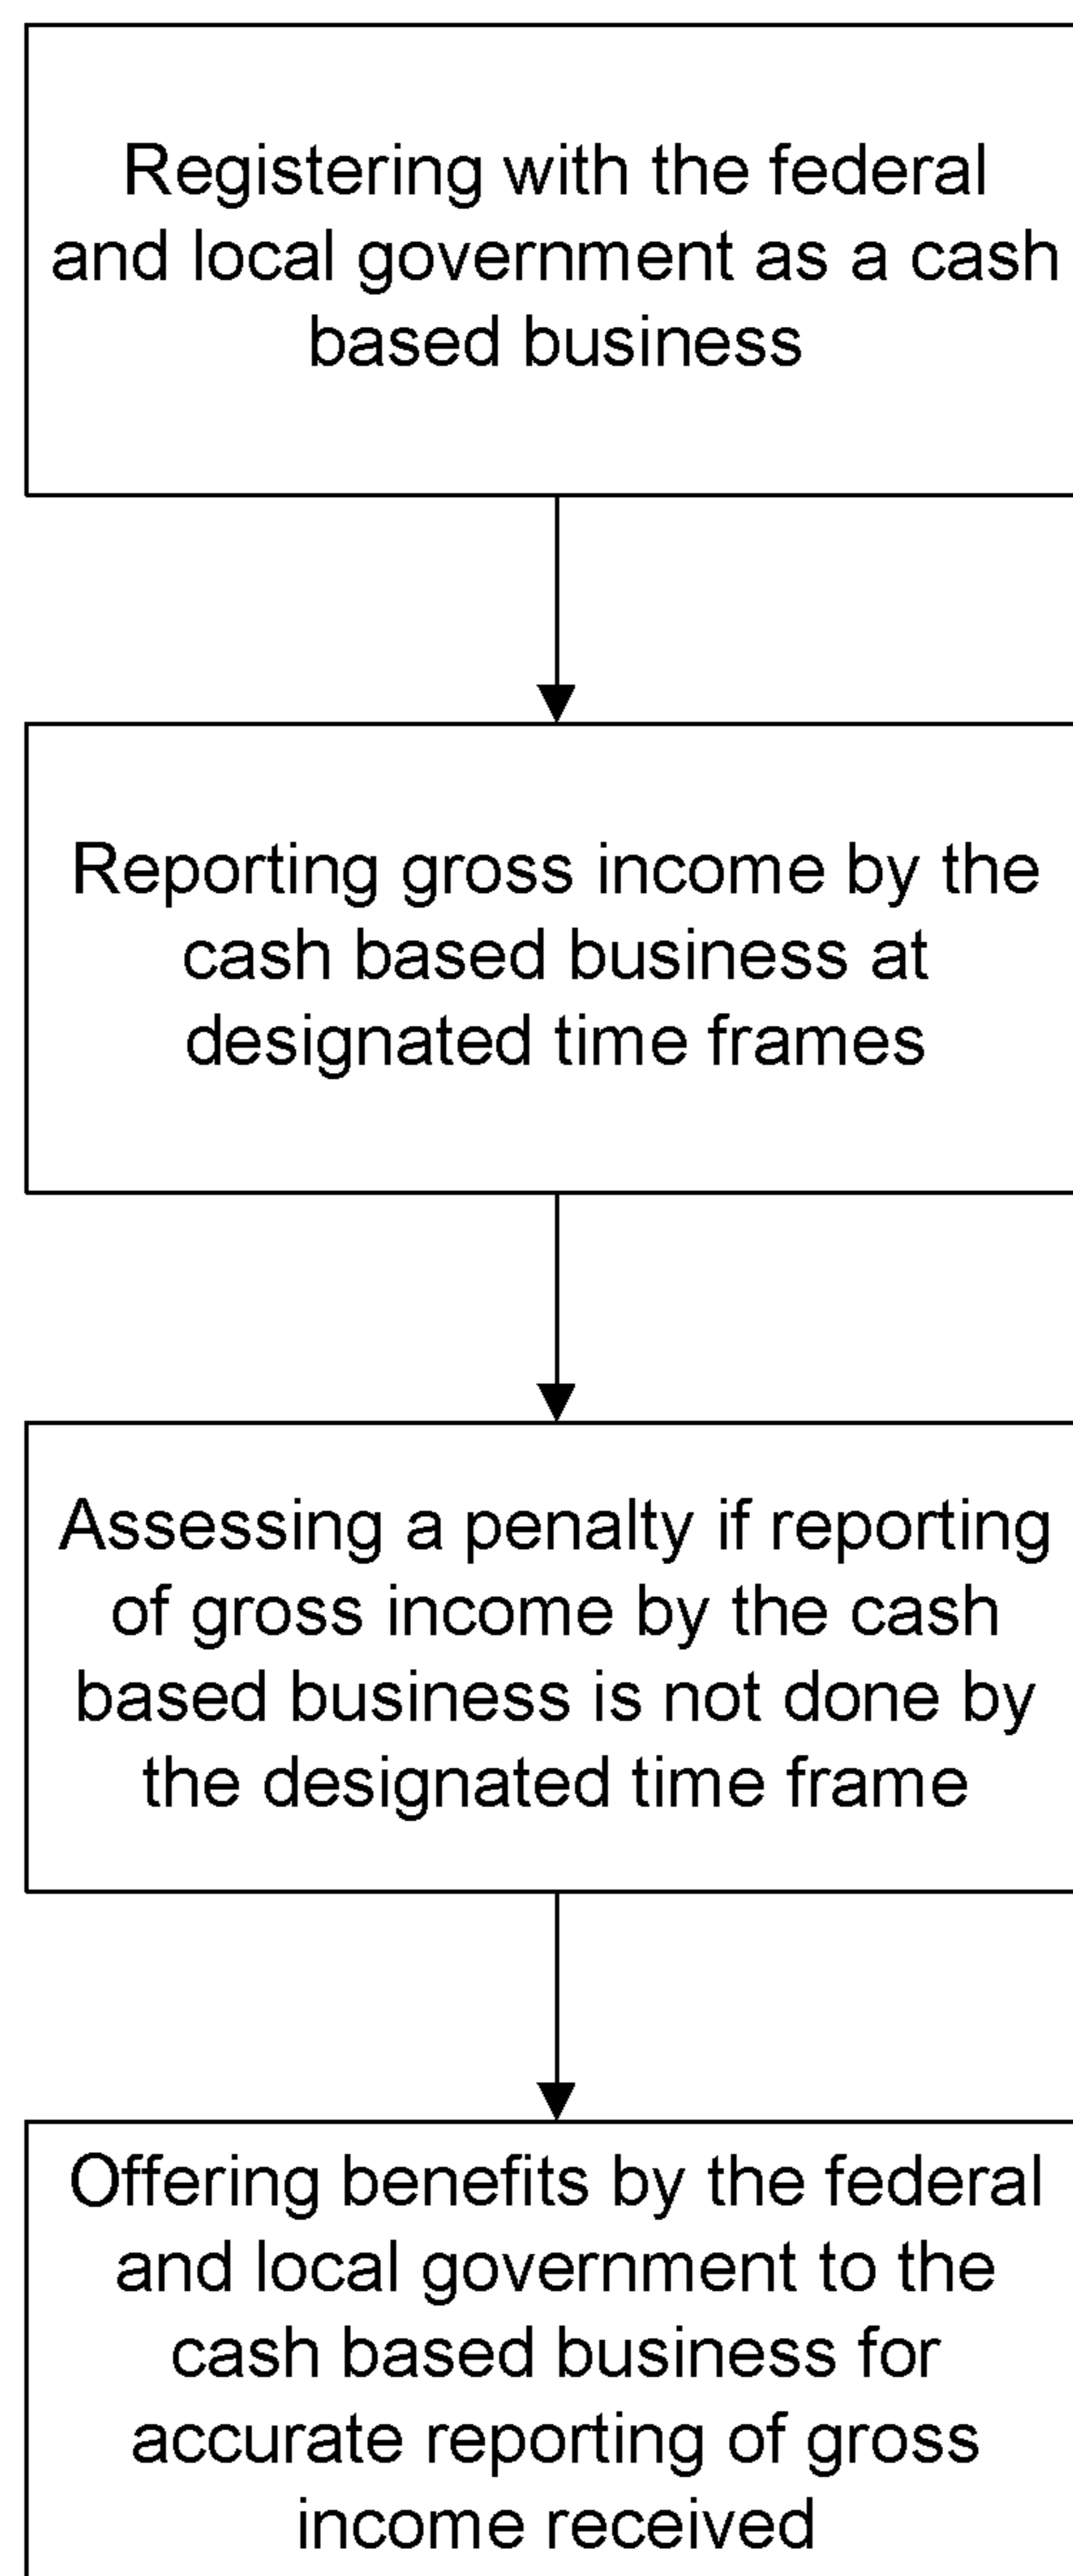 Registering with the federal
and local government as a cash
based business
Reporting gross income by the
cash based business at
designated time frames
Assessing a penalty if reporting
of gross income by the cash
based business is not done by
the designated time frame
Offering benefits by the federal
and local government to the
cash based business for
accurate reporting of gross
income received